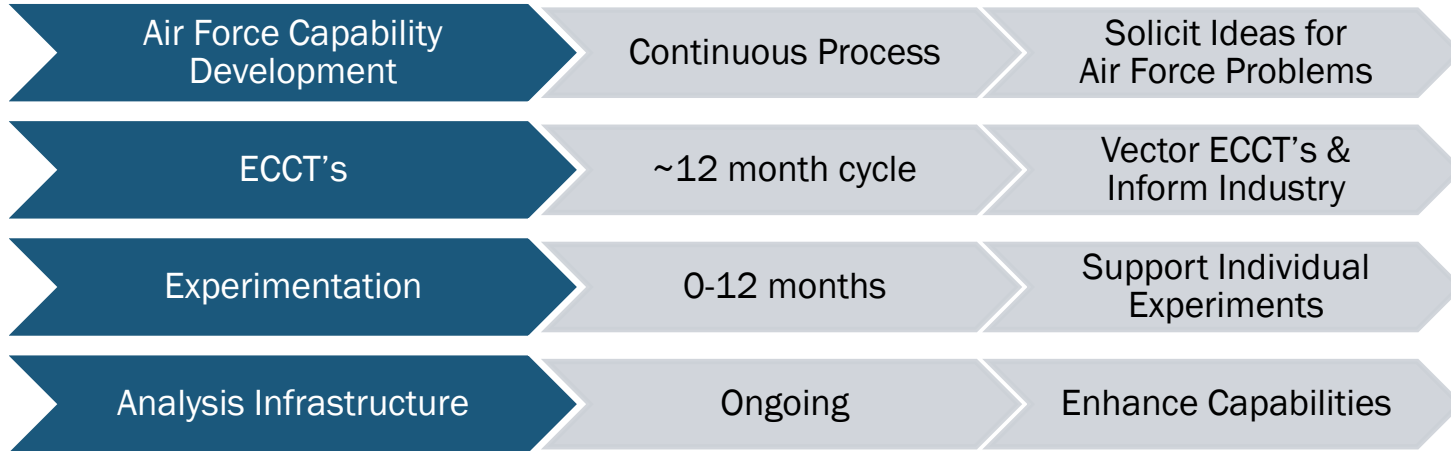 Air Force Capability
Development
Continuous Process
Solicit Ideas for
Air Force Problems
ECCT’s
~12 month cycle
Vector ECCT’s &
Inform Industry
Experimentation
0-12 months
Support Individual
Experiments
Analysis Infrastructure
Ongoing
Enhance Capabilities